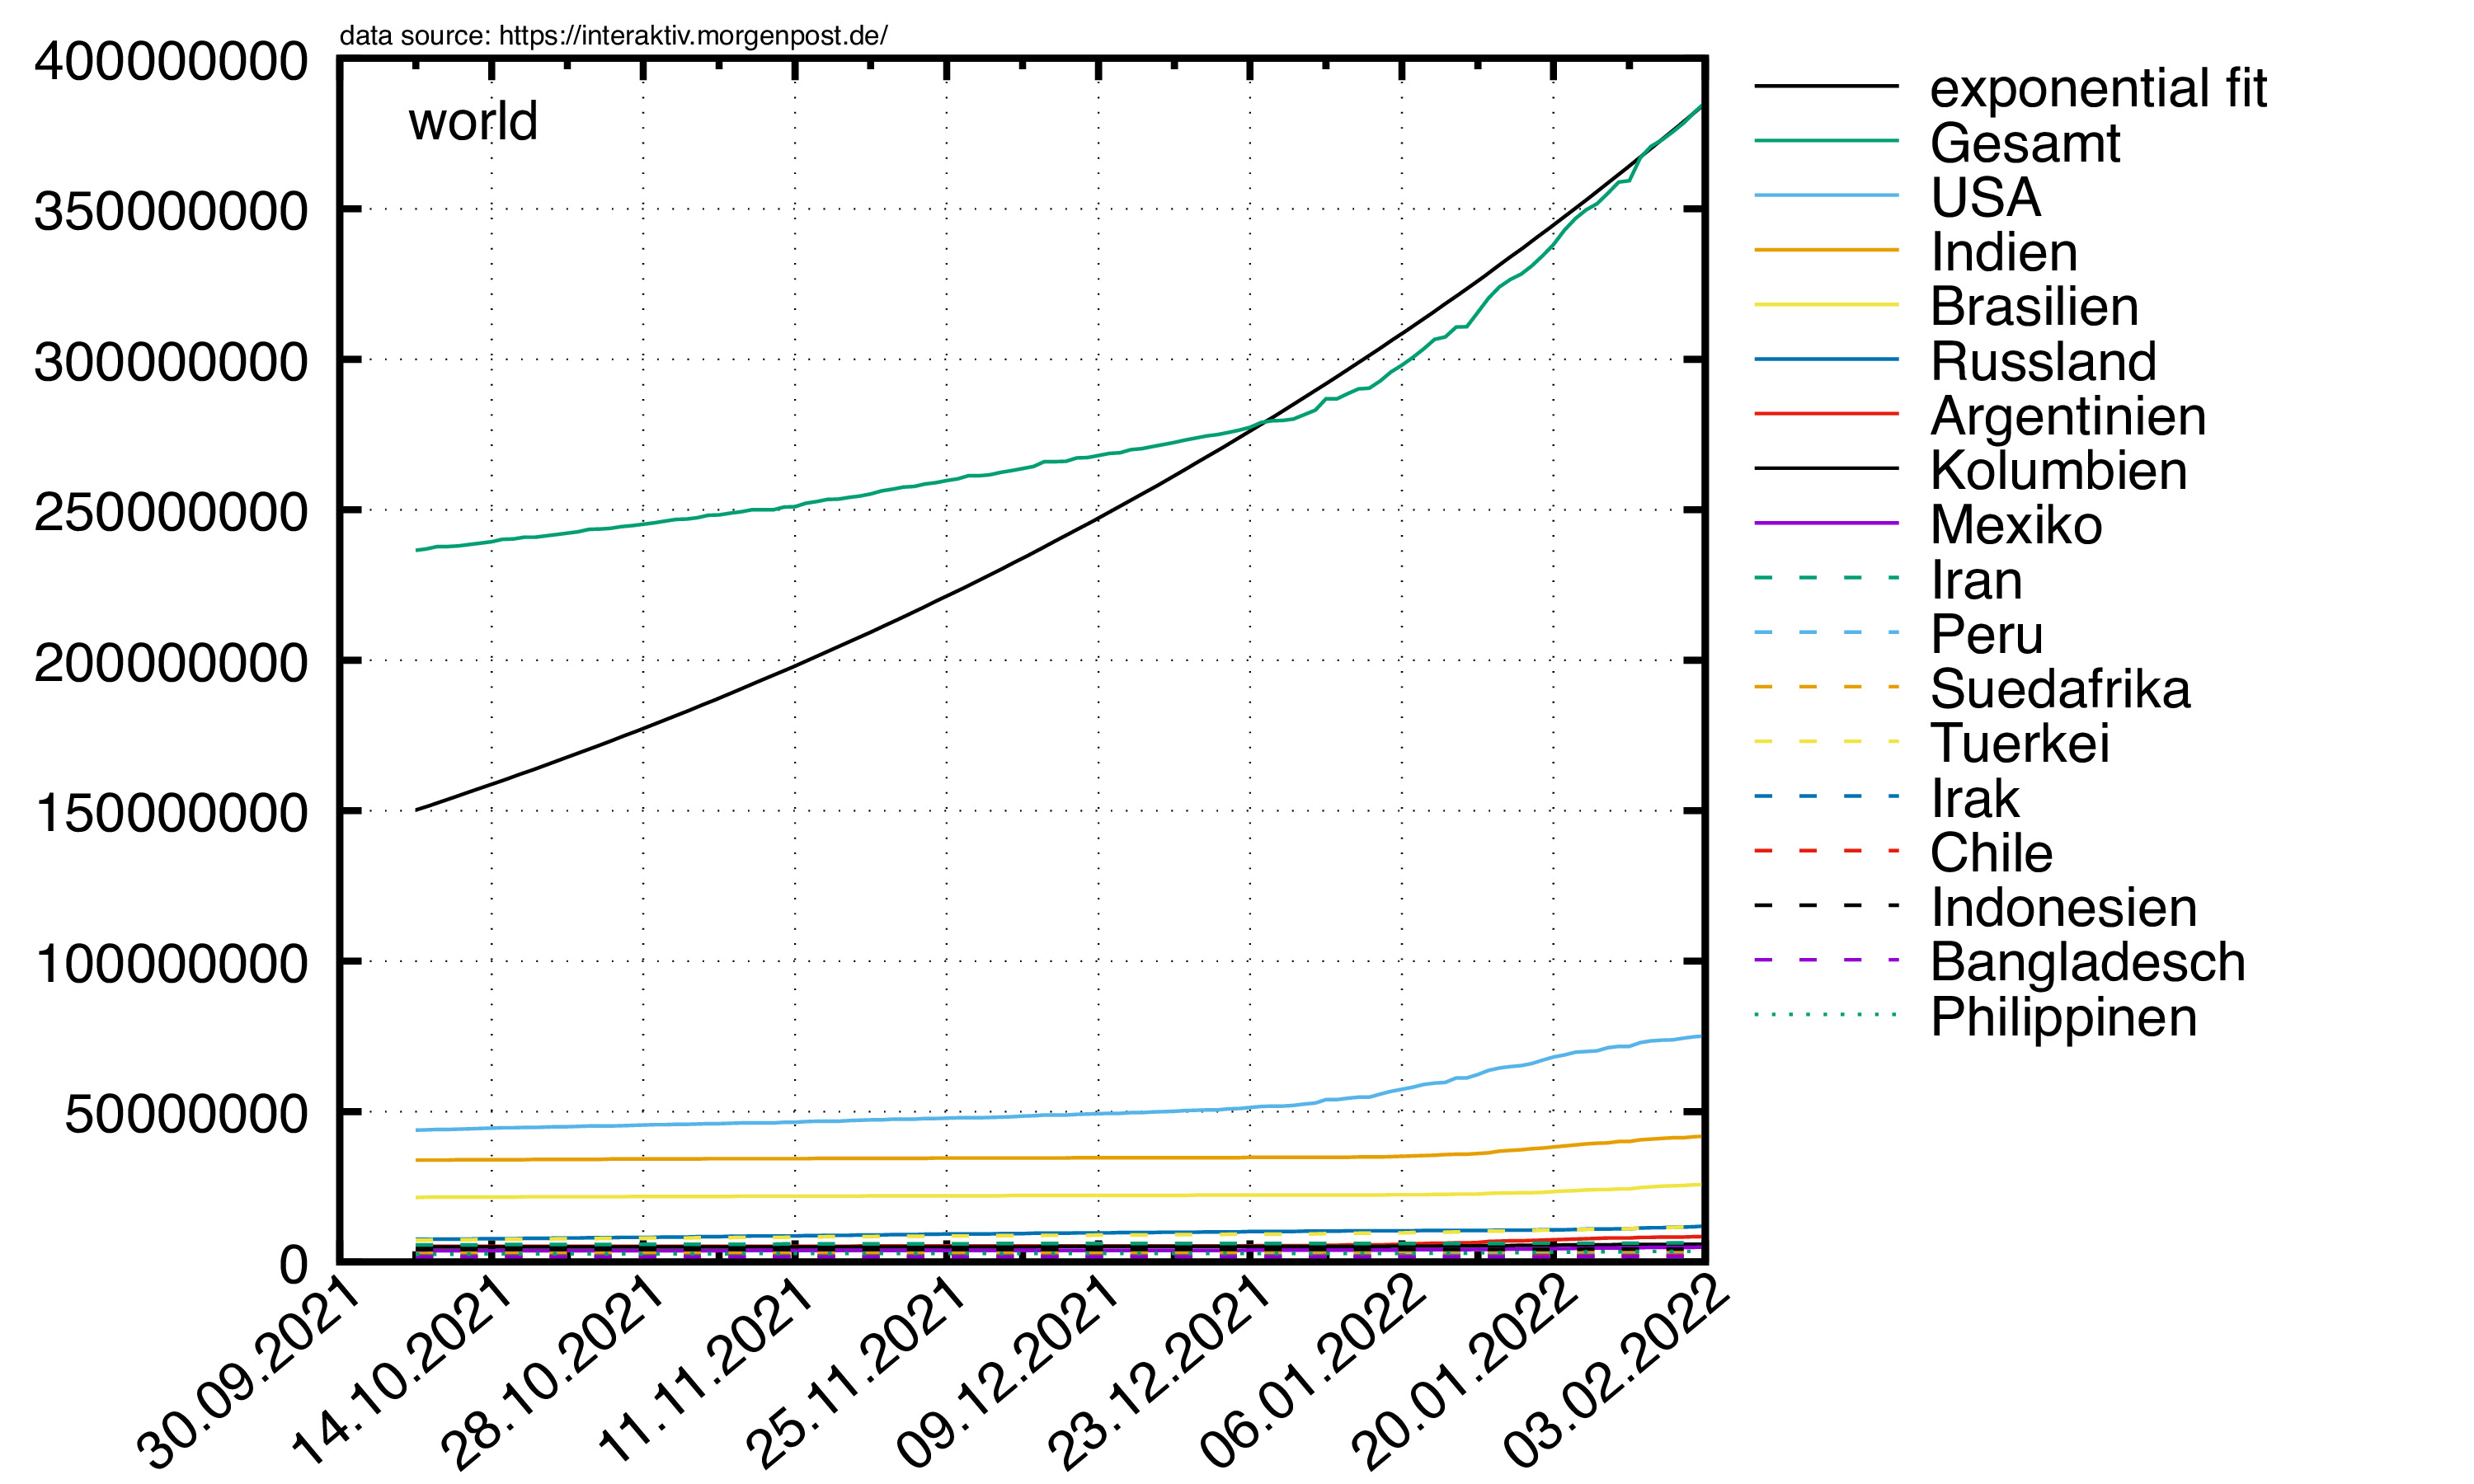 data source: https://interaktiv.morgenpost.de/
400000000
350000000
300000000
250000000
200000000
150000000
100000000
50000000
0
world
30.09.2021
14.10.2021
28.10.2021
11.11.2021
25.11.2021
09.12.2021
23.12.2021
06.01.2022
20.01.2022
03.02.2022
exponential fit
Gesamt
USA
Indien
Brasilien
Russland
Argentinien
Kolumbien
Mexiko
Iran
Peru
Suedafrika
Tuerkei
Irak
Chile
Indonesien
Bangladesch
Philippinen